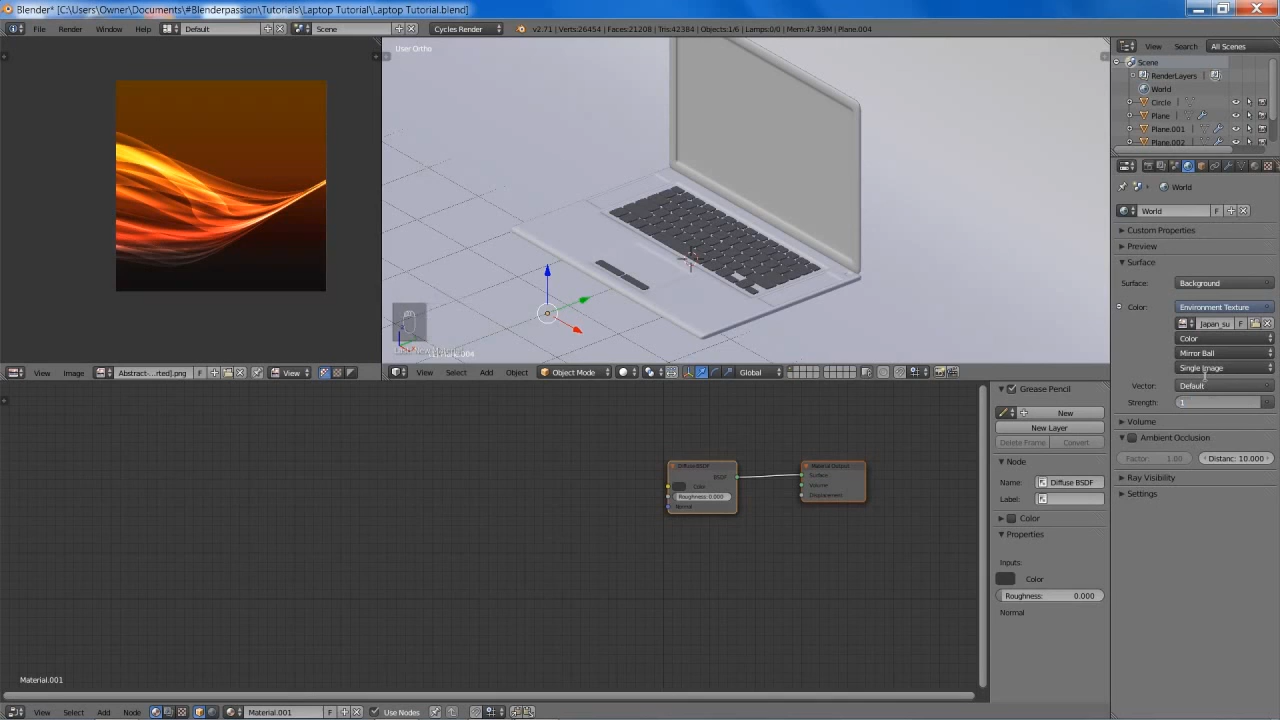 Blender* [C:\Users\Owner\Documents\#Blenderpassion\Tutorials\Laptop Tutorial\Laptop Tutorial.blend]
File Render Window Help Default Scene Cycles Render v2.71 | Verts:26454 | Faces:21208 | Tris:42384 | Objects:1/6 | Lamps:0/0 | Mem:47.39M | Plane.004
View Search All Scenes
User Ortho
Scene
RenderLayers
World
Circle
Plane
Plane.001
Plane.002
World
World F
Custom Properties
Preview
Surface
Surface: Background
Color: Environment Texture
Japan_su F
Color
Mirror Ball
Single Image
Vector: Default
Strength: 1
Volume
Ambient Occlusion
Factor: 1.00 Distanc: 10.000
Ray Visibility
Settings
View Image Abstract-...rted].png F View
View Select Add Object Object Mode Global
Grease Pencil
New
New Layer
Delete Frame Convert
Node
Name: Diffuse BSDF
Label:
Color
Properties
Inputs:
Color
Roughness: 0.000
Normal
Diffuse BSDF
BSDF
Color
Roughness: 0.000
Normal
Material Output
Surface
Volume
Displacement
Material.001
View Select Add Node Material.001 F Use Nodes